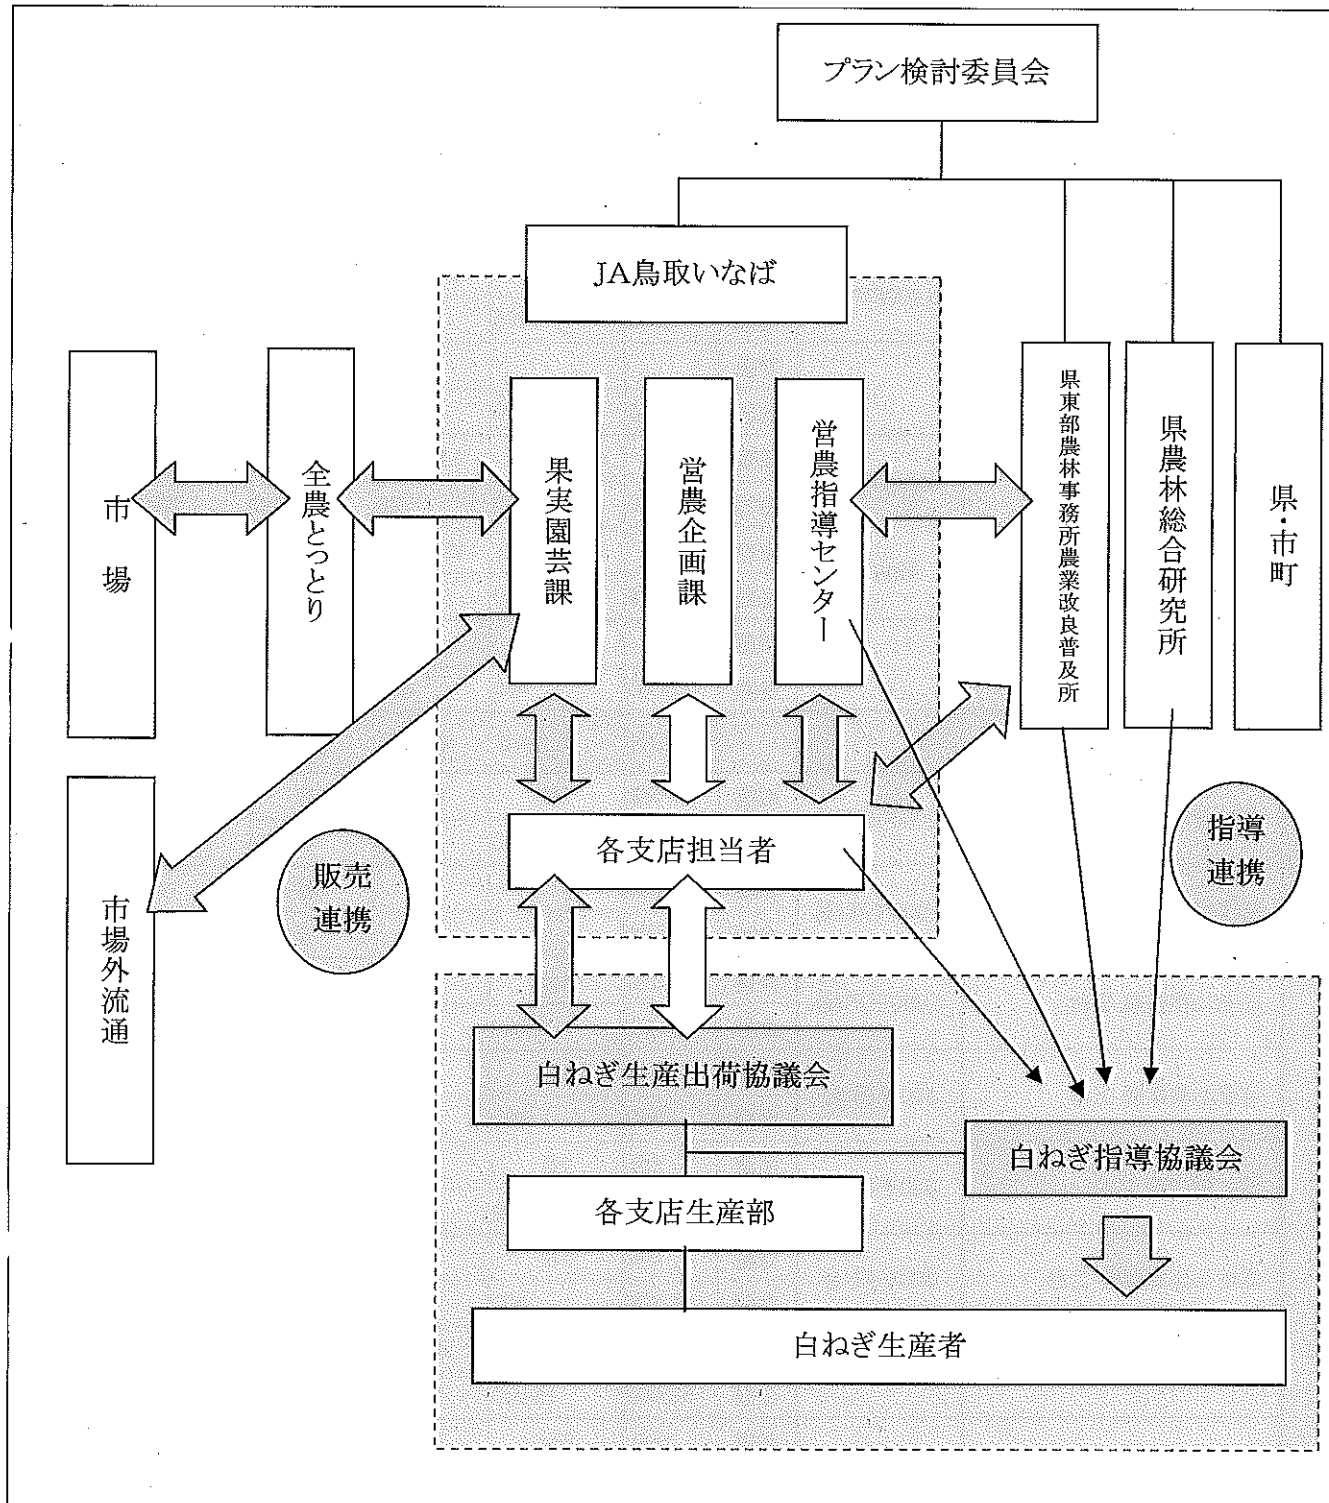 プラン検討委員会
JA鳥取いなば
市場
全農とっとり
果実園芸課
営農企画課
営農指導センター
県東部農林事務所農業改良普及所
県農林総合研究所
県・市町
各支店担当者
指導
連携
販売
連携
市場外流通
白ねぎ生産出荷協議会
白ねぎ指導協議会
各支店生産部
白ねぎ生産者